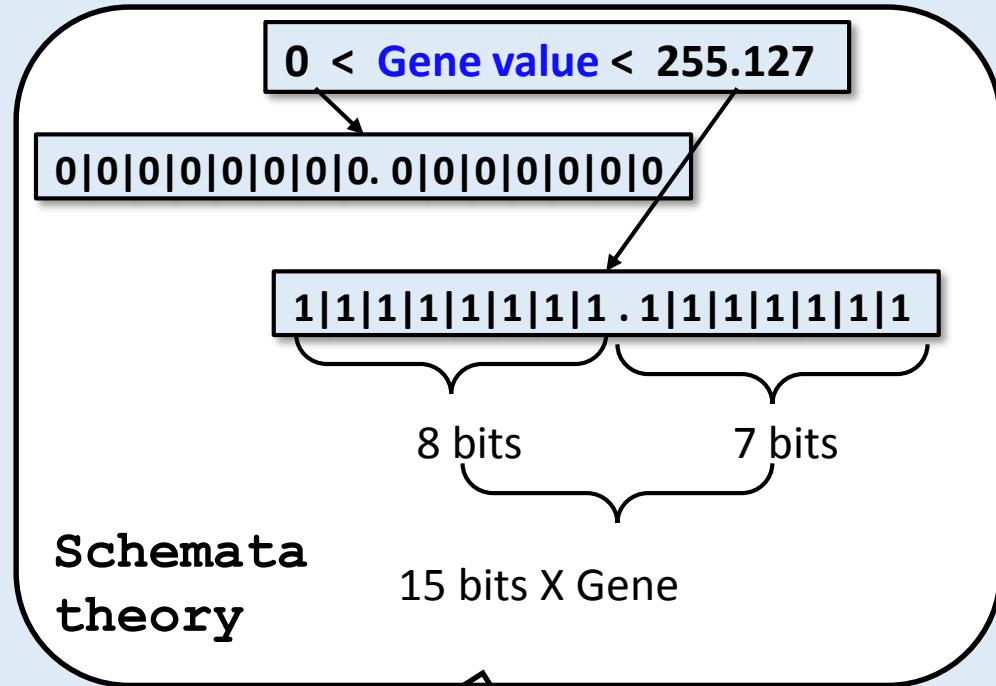 0 < Gene value < 255.127
0|0|0|0|0|0|0|0. 0|0|0|0|0|0|0
1|1|1|1|1|1|1|1 . 1|1|1|1|1|1|1
8 bits 7 bits
15 bits X Gene
Schemata
theory